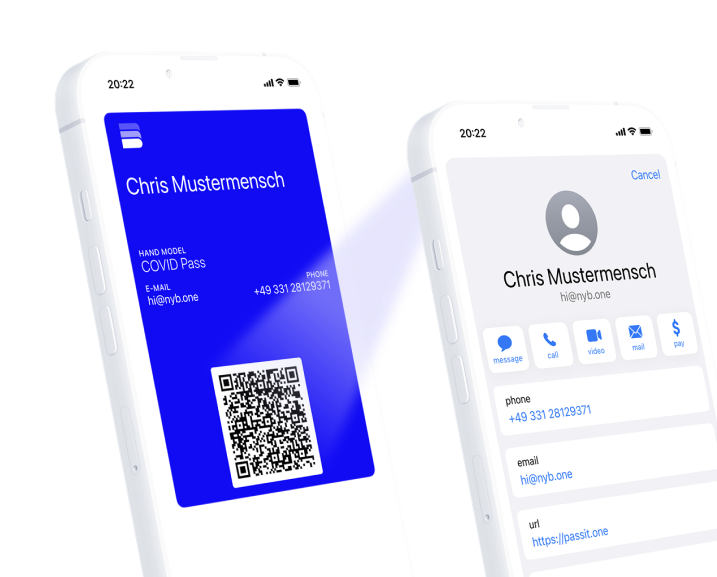 20:22
Chris Mustermensch
HAND MODEL
COVID Pass
E-MAIL
hi@nyb.one
PHONE
+49 331 28129371
20:22
Cancel
Chris Mustermensch
hi@nyb.one
message call video mail pay
phone
+49 331 28129371
email
hi@nyb.one
url
https://passit.one